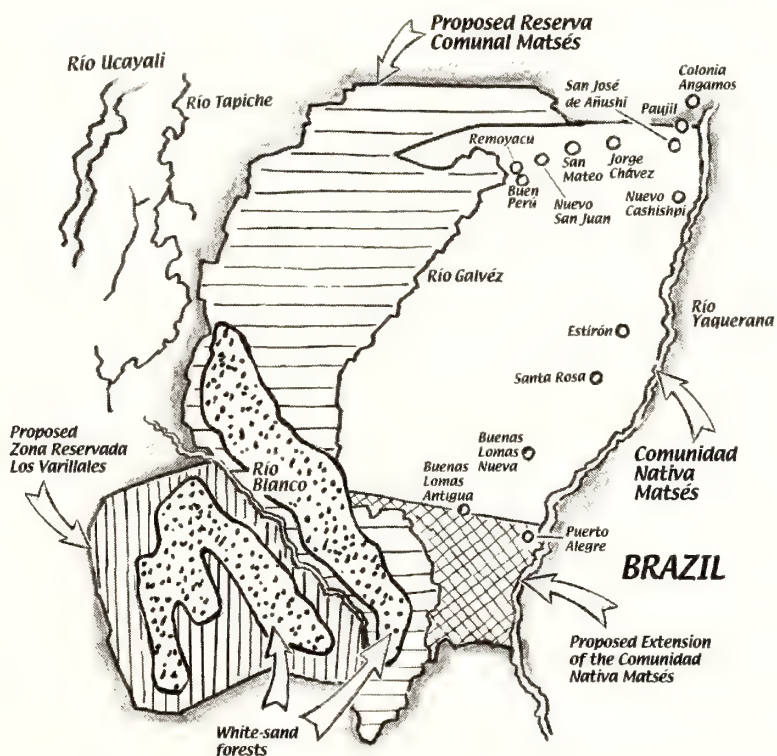 Proposed Reserva
Comunal Matsés
Río Ucayali
Río Tapiche
San José
de Añushi
Colonia
Angamos
Paujil
Remoyacu
San
Mateo
Jorge
Chávez
Buen
Perú
Nuevo
San Juan
Nuevo
Cashishpi
Río Galvéz
Río
Yaquerana
Estirón
Santa Rosa
Proposed
Zona Reservada
Los Varillales
Río
Blanco
Buenas
Lomas
Nueva
Buenas
Lomas
Antigua
Comunidad
Nativa
Matsés
Puerto
Alegre
BRAZIL
Proposed Extension
of the Comunidad
Nativa Matsés
White-sand
forests